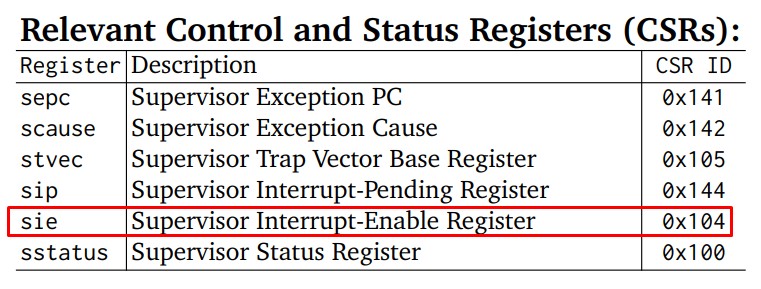 Relevant Control and Status Registers (CSRs):
Register Description CSR ID
sepc Supervisor Exception PC 0x141
scause Supervisor Exception Cause 0x142
stvec Supervisor Trap Vector Base Register 0x105
sip Supervisor Interrupt-Pending Register 0x144
sie Supervisor Interrupt-Enable Register 0x104
sstatus Supervisor Status Register 0x100